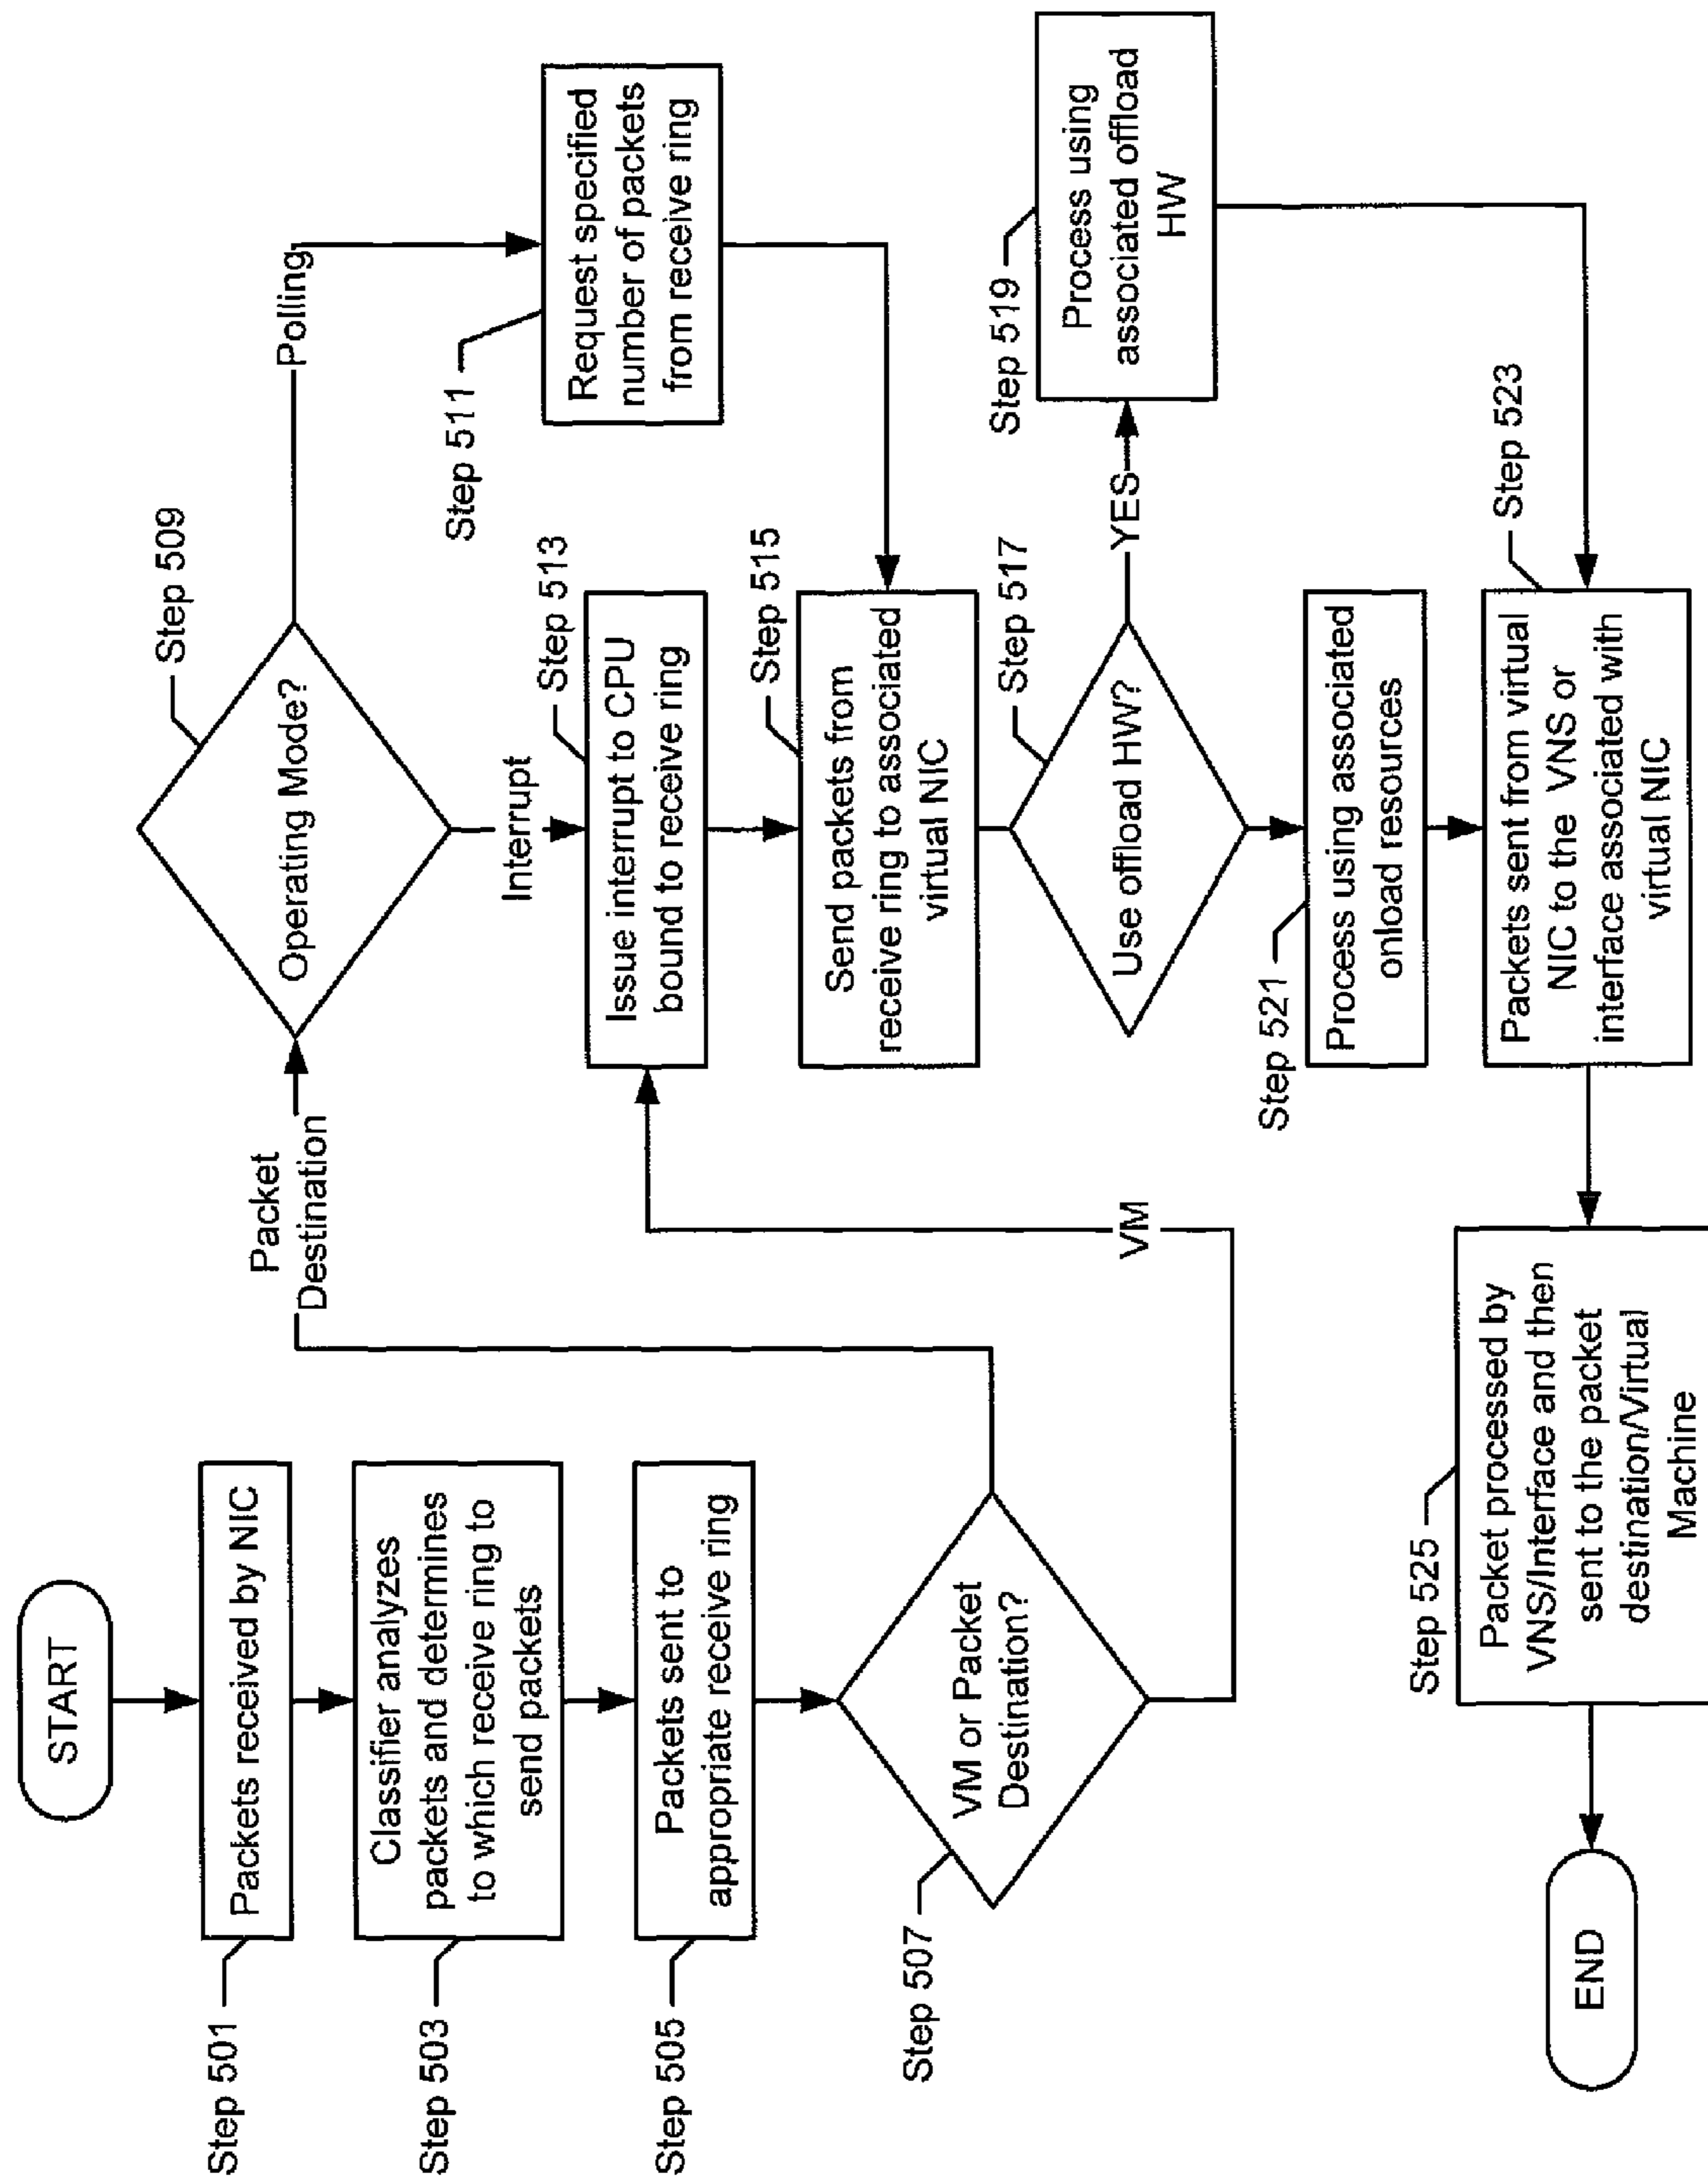 START
Step 501
Packets received by NIC
Step 503
Classifier analyzes
packets and determines
to which receive ring to
send packets
Step 505
Packets sent to
appropriate receive ring
Step 507
VM or Packet
Destination?
Packet
Destination
VM
Step 509
Operating Mode?
Polling
Interrupt
Step 511
Request specified
number of packets
from receive ring
Step 513
Issue interrupt to CPU
bound to receive ring
Step 515
Send packets from
receive ring to associated
virtual NIC
Step 517
Use offload HW?
YES
Step 519
Process using
associated offload
HW
Step 521
Process using associated
onload resources
Step 523
Packets sent from virtual
NIC to the VNS or
interface associated with
virtual NIC
Step 525
Packet processed by
VNS/Interface and then
sent to the packet
destination/Virtual
Machine
END